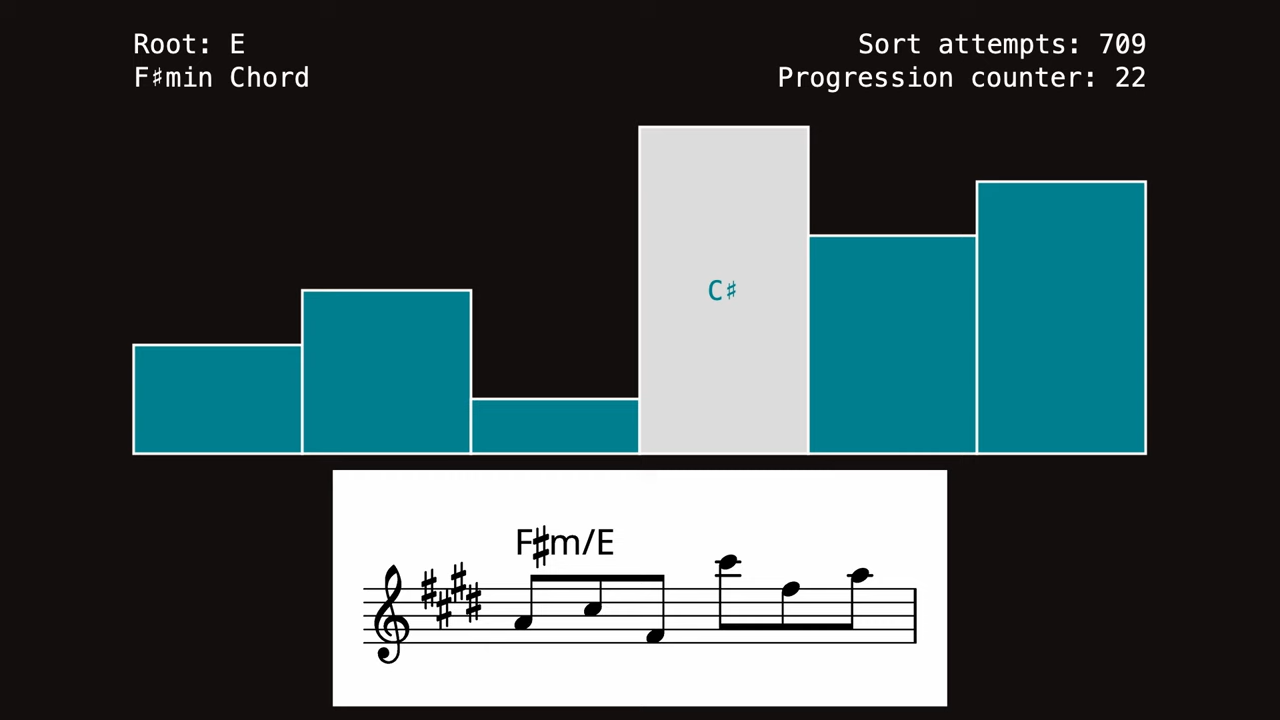 Root: E
F♯min Chord
Sort attempts: 709
Progression counter: 22
C♯
F♯m/E